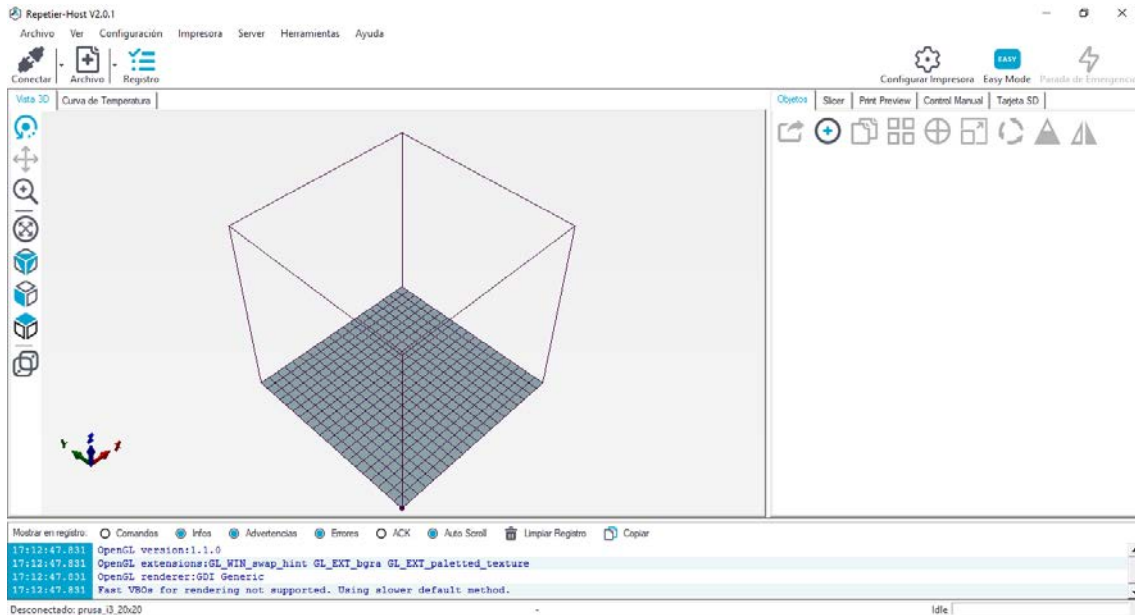 Repetier-Host V2.0.1
Archivo Ver Configuración Impresora Server Herramientas Ayuda
Conectar Archivo Registro
EASY
Configurar Impresora Easy Mode Parada de Emergencia
Vista 3D Curva de Temperatura
Objetos Slicer Print Preview Control Manual Tarjeta SD
Mostrar en registro: Comandos Infos Advertencias Errores ACK Auto Scroll Limpiar Registro Copiar
17:12:47.831 OpenGL version:1.1.0
17:12:47.831 OpenGL extensions:GL_WIN_swap_hint GL_EXT_bgra GL_EXT_paletted_texture
17:12:47.831 OpenGL renderer:GDI Generic
17:12:47.831 Fast VBOs for rendering not supported. Using slower default method.
Desconectado: prusa_i3_20x20 - Idle